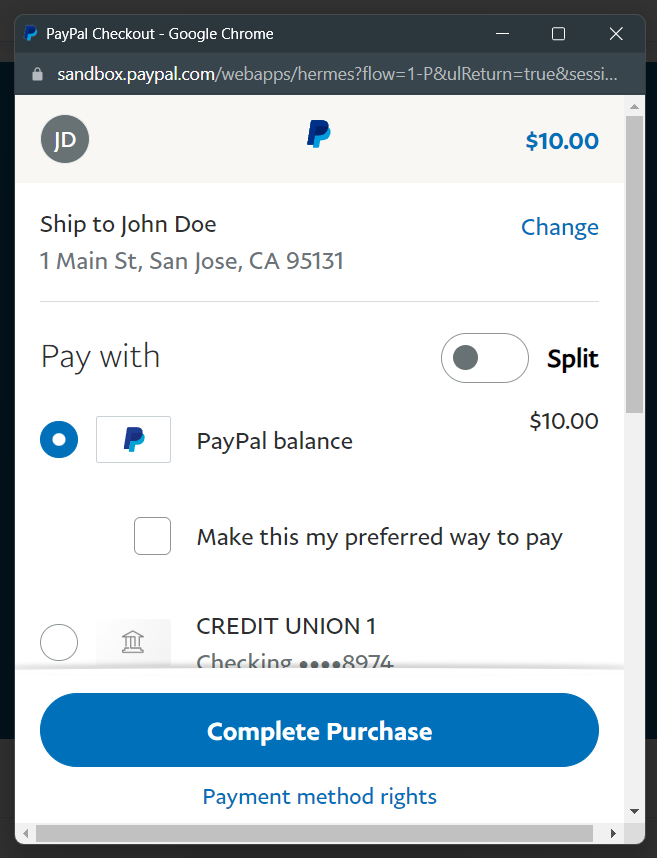 PayPal Checkout - Google Chrome
sandbox.paypal.com/webapps/hermes?flow=1-P&ulReturn=true&sessi...
JD
$10.00
Ship to John Doe
Change
1 Main St, San Jose, CA 95131
Pay with
Split
$10.00
PayPal balance
Make this my preferred way to pay
CREDIT UNION 1
Checking ••••8974
Complete Purchase
Payment method rights